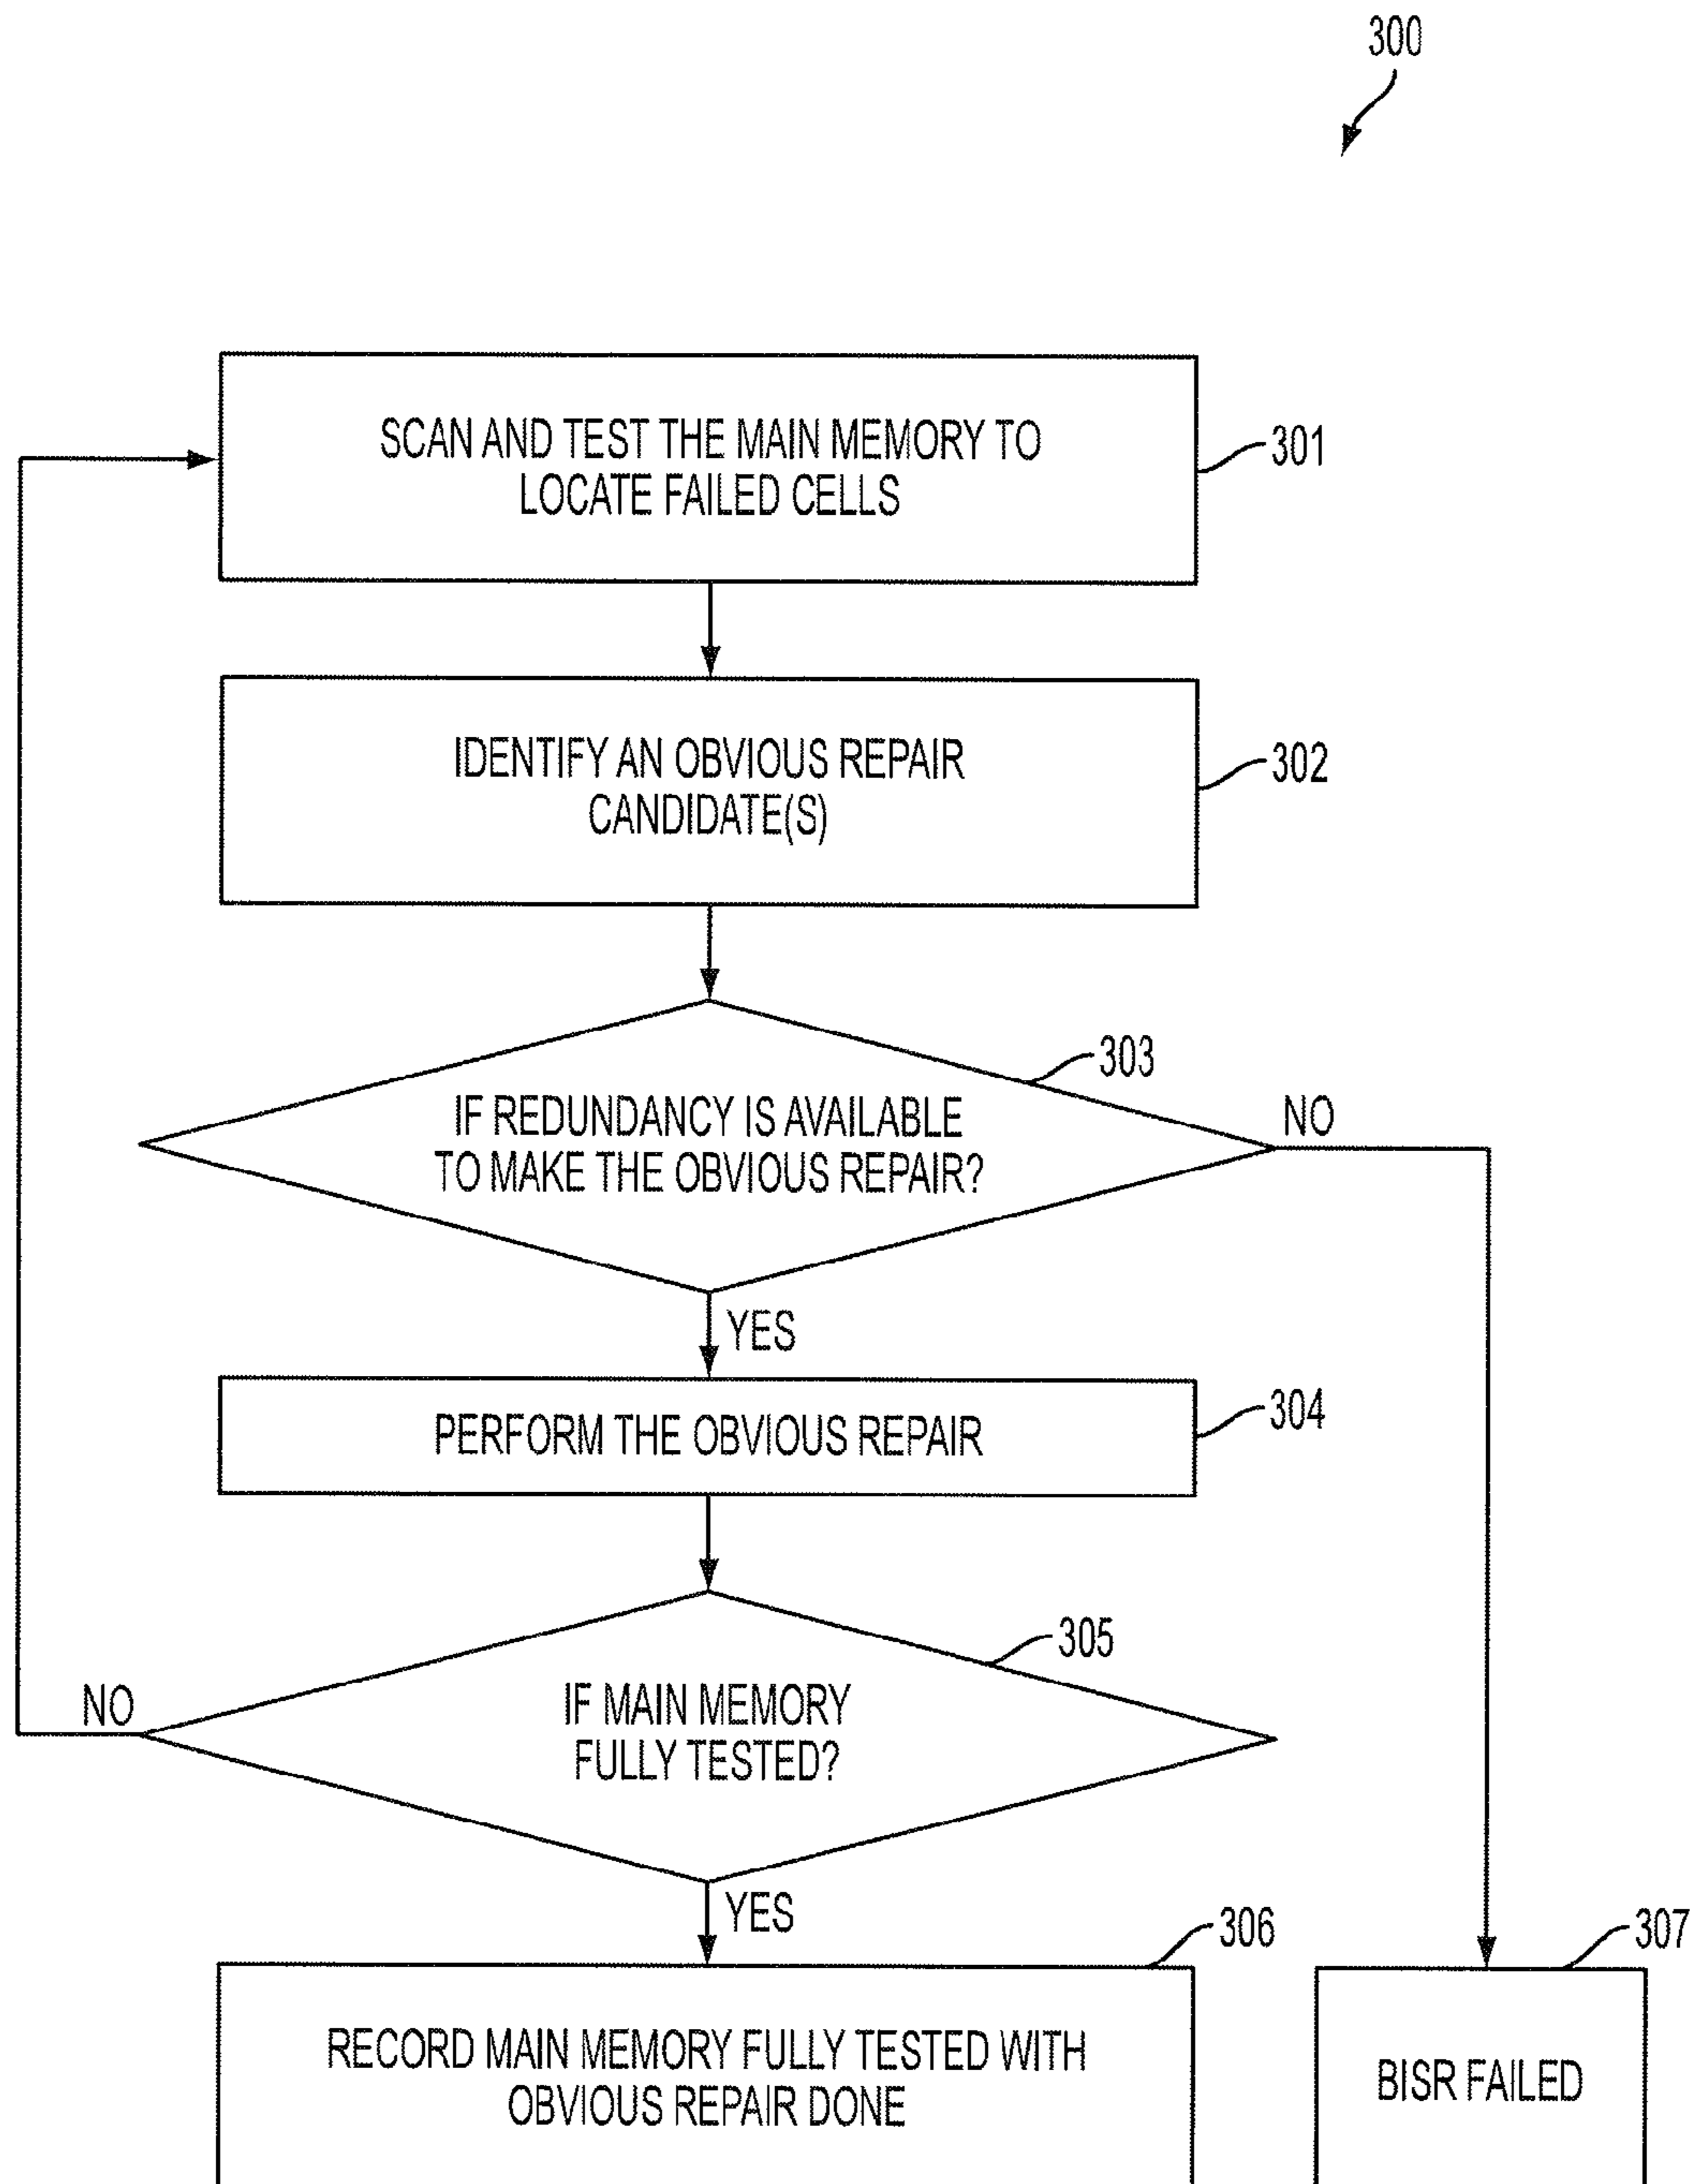 300
SCAN AND TEST THE MAIN MEMORY TO
LOCATE FAILED CELLS
301
IDENTIFY AN OBVIOUS REPAIR
CANDIDATE(S)
302
303
IF REDUNDANCY IS AVAILABLE
TO MAKE THE OBVIOUS REPAIR?
NO
YES
PERFORM THE OBVIOUS REPAIR
304
305
IF MAIN MEMORY
FULLY TESTED?
NO
YES
306
307
RECORD MAIN MEMORY FULLY TESTED WITH
OBVIOUS REPAIR DONE
BISR FAILED